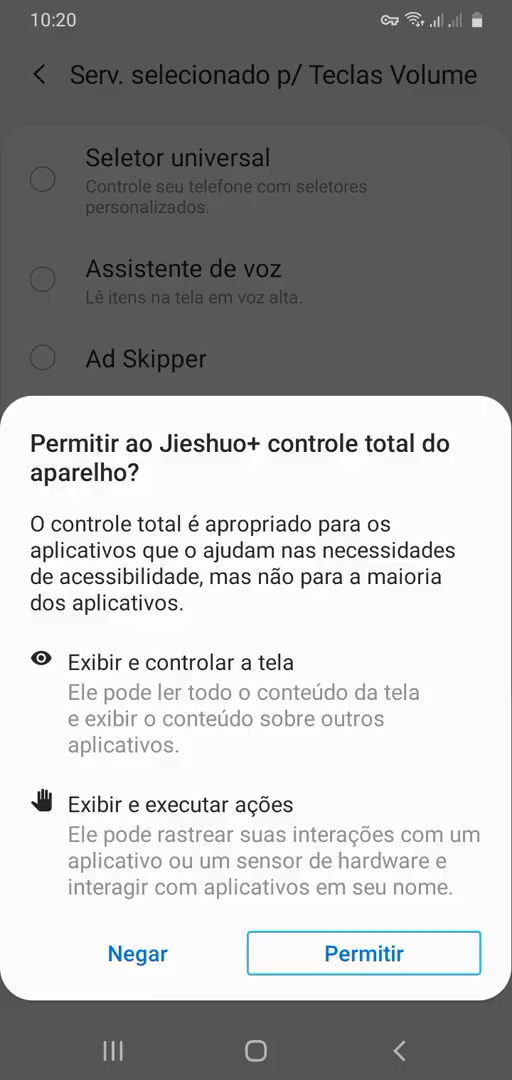 10:20
Serv. selecionado p/ Teclas Volume
Seletor universal
Controle seu telefone com seletores
personalizados.
Assistente de voz
Lê itens na tela em voz alta.
Ad Skipper
Permitir ao Jieshuo+ controle total do
aparelho?
O controle total é apropriado para os
aplicativos que o ajudam nas necessidades
de acessibilidade, mas não para a maioria
dos aplicativos.
Exibir e controlar a tela
Ele pode ler todo o conteúdo da tela
e exibir o conteúdo sobre outros
aplicativos.
Exibir e executar ações
Ele pode rastrear suas interações com um
aplicativo ou um sensor de hardware e
interagir com aplicativos em seu nome.
Negar
Permitir